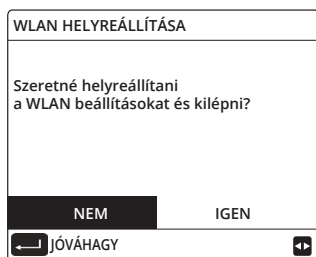 WLAN HELYREÁLLÍTÁSA
Szeretné helyreállítani
a WLAN beállításokat és kilépni?
NEM IGEN
JÓVÁHAGY